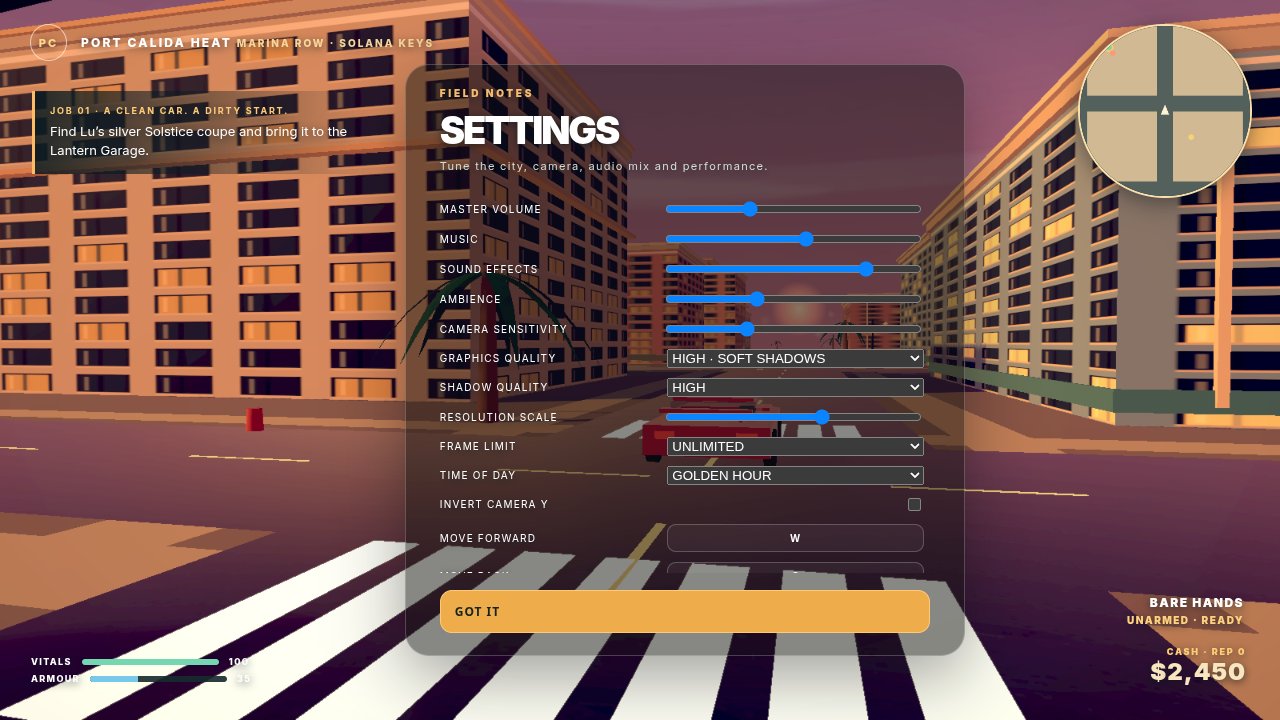 PC PORT CALIDA HEAT MARINA ROW · SOLANA KEYS
JOB 01 · A CLEAN CAR. A DIRTY START.
Find Lu's silver Solstice coupe and bring it to the
Lantern Garage.
FIELD NOTES
SETTINGS
Tune the city, camera, audio mix and performance.
MASTER VOLUME
MUSIC
SOUND EFFECTS
AMBIENCE
CAMERA SENSITIVITY
GRAPHICS QUALITY HIGH · SOFT SHADOWS
SHADOW QUALITY HIGH
RESOLUTION SCALE
FRAME LIMIT UNLIMITED
TIME OF DAY GOLDEN HOUR
INVERT CAMERA Y
MOVE FORWARD W
GOT IT
VITALS 100
ARMOUR 35
BARE HANDS
UNARMED · READY
CASH · REP 0
$2,450